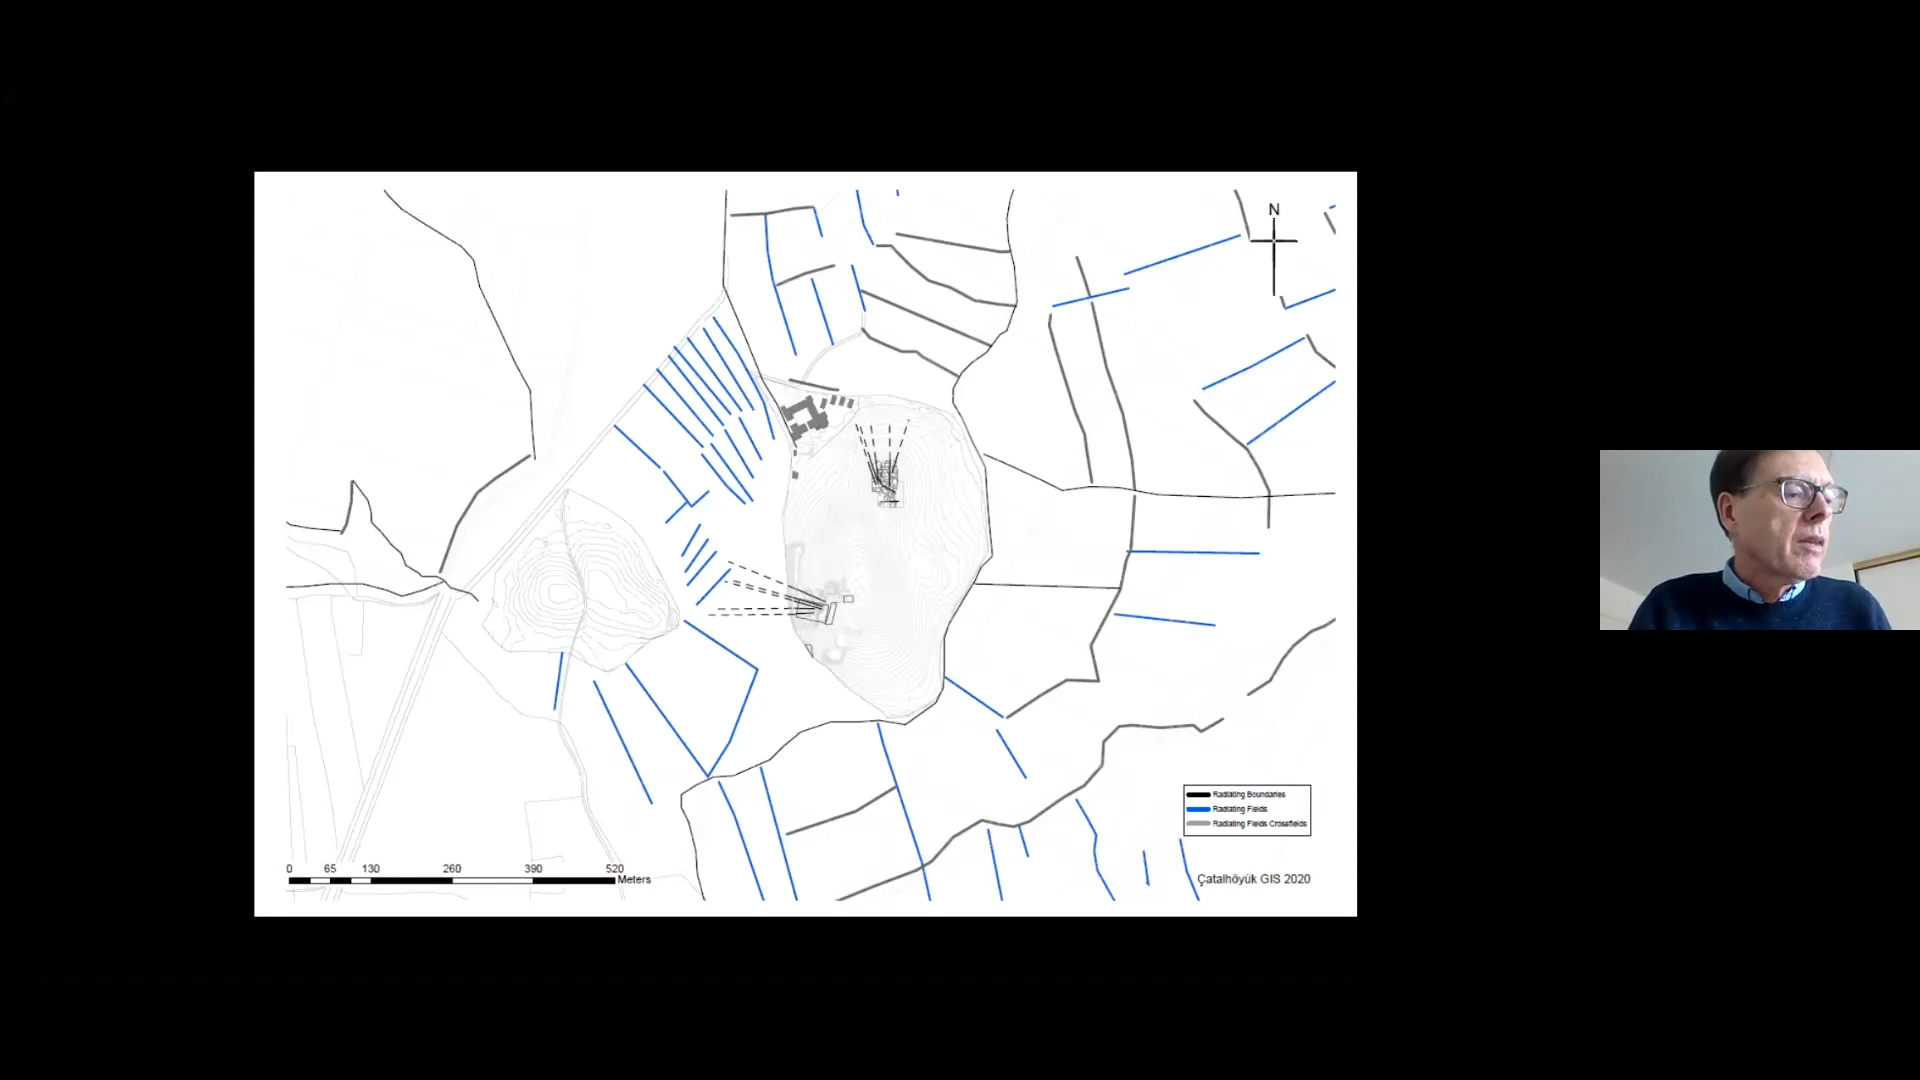 N
Radiating Boundaries
Radiating Fields
Radiating Fields Crossfields
0 65 130 260 390 520
Meters
Çatalhöyük GIS 2020